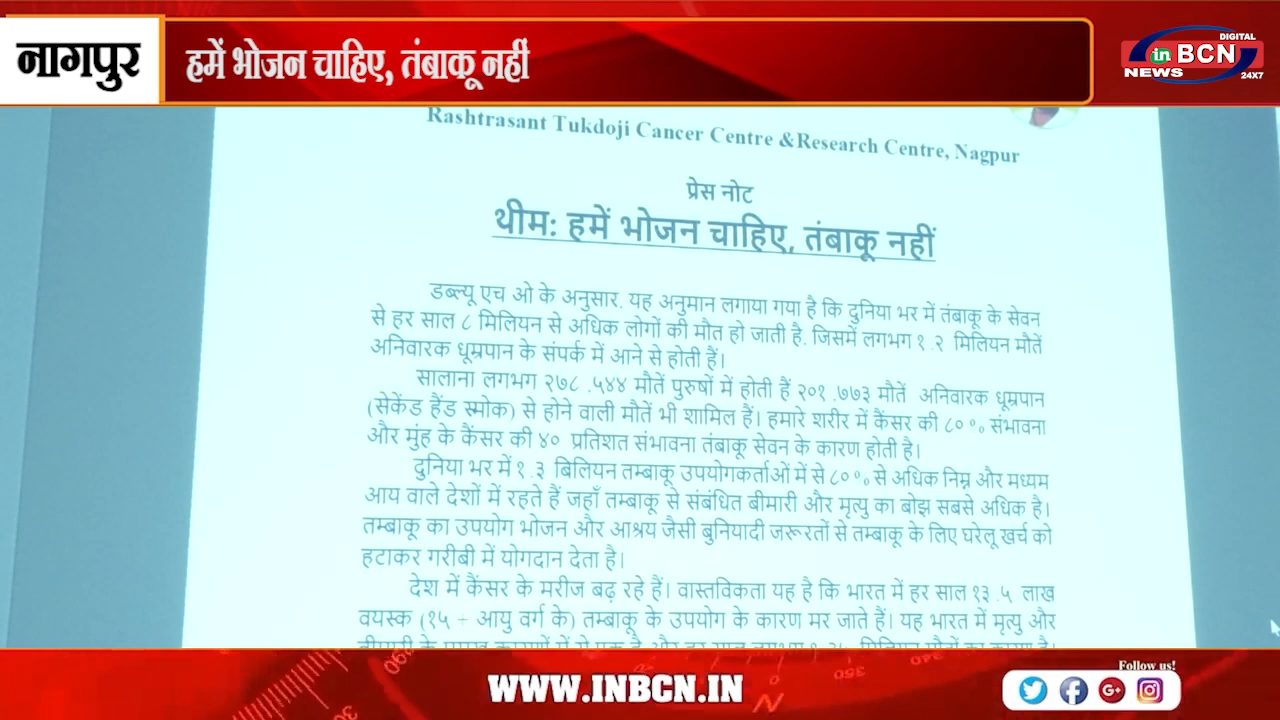 नागपुर
हमें भोजन चाहिए, तंबाकू नहीं
DIGITAL
in BCN
NEWS
24X7
Rashtrasant Tukdoji Cancer Centre &Research Centre, Nagpur
प्रेस नोट
थीम: हमें भोजन चाहिए, तंबाकू नहीं
डब्ल्यू एच ओ के अनुसार. यह अनुमान लगाया गया है कि दुनिया भर में तंबाकू के सेवन
से हर साल ८ मिलियन से अधिक लोगों की मौत हो जाती है. जिसमें लगभग १.२ मिलियन मौतें
अनिवारक धूम्रपान के संपर्क में आने से होती हैं।
सालाना लगभग २७८ .५४४ मौतें पुरुषों में होती हैं २०१ .७७३ मौतें अनिवारक धूम्रपान
(सेकेंड हैंड स्मोक) से होने वाली मौतें भी शामिल हैं। हमारे शरीर में कैंसर की ८०% संभावना
और मुंह के कैंसर की ४० प्रतिशत संभावना तंबाकू सेवन के कारण होती है।
दुनिया भर में १.३ बिलियन तम्बाकू उपयोगकर्ताओं में से ८०% से अधिक निम्न और मध्यम
आय वाले देशों में रहते हैं जहाँ तम्बाकू से संबंधित बीमारी और मृत्यु का बोझ सबसे अधिक है।
तम्बाकू का उपयोग भोजन और आश्रय जैसी बुनियादी जरूरतों से तम्बाकू के लिए घरेलू खर्च को
हटाकर गरीबी में योगदान देता है।
देश में कैंसर के मरीज बढ़ रहे हैं। वास्तविकता यह है कि भारत में हर साल १३.५ लाख
वयस्क (१५ + आयु वर्ग के) तम्बाकू के उपयोग के कारण मर जाते हैं। यह भारत में मृत्यु और
WWW.INBCN.IN
Follow us!